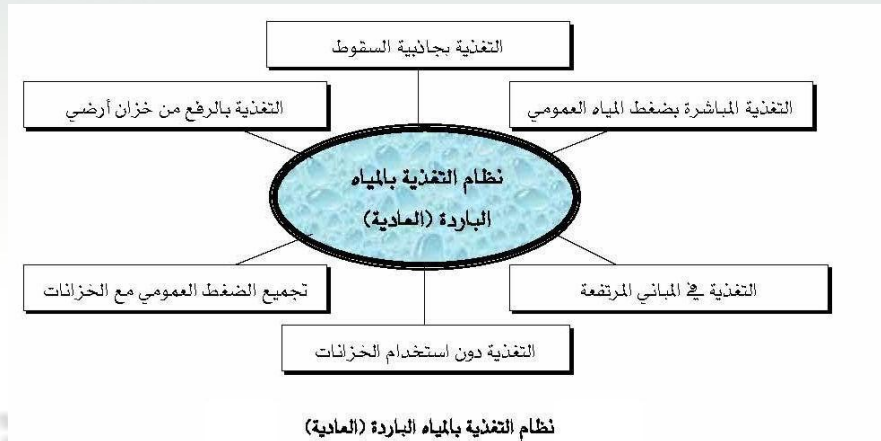 التغذية بجاذبية السقوط
التغذية المباشرة بضغط المياه العمومي
التغذية بالرفع من خزان أرضي
نظام التغذية بالمياه
الباردة (العادية)
التغذية في المباني المرتفعة
تجميع الضغط العمومي مع الخزانات
التغذية دون استخدام الخزانات
نظام التغذية بالمياه الباردة (العادية)